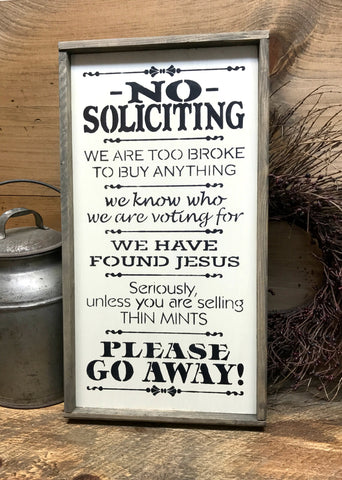 -NO-
SOLICITING
WE ARE TOO BROKE
TO BUY ANYTHING
we know who
we are voting for
WE HAVE
FOUND JESUS
Seriously,
unless you are selling
THIN MINTS
PLEASE
GO AWAY!